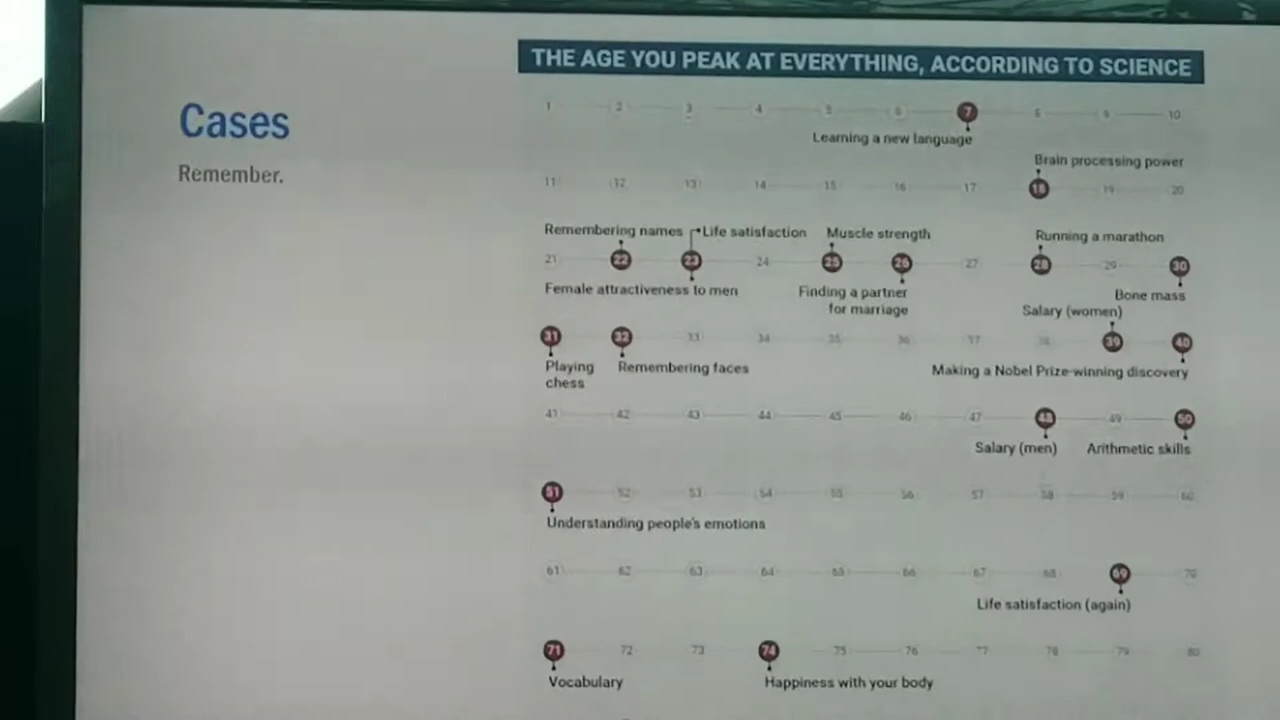 THE AGE YOU PEAK AT EVERYTHING, ACCORDING TO SCIENCE
Cases
Remember.
1 2 3 4 5 6 7 8 9 10
Learning a new language
Brain processing power
11 12 13 14 15 16 17 18 19 20
Remembering names Life satisfaction Muscle strength Running a marathon
21 22 23 24 25 26 27 28 29 30
Female attractiveness to men Finding a partner Bone mass
for marriage Salary (women)
31 32 33 34 35 36 37 38 39 40
Playing Remembering faces Making a Nobel Prize-winning discovery
chess
41 42 43 44 45 46 47 48 49 50
Salary (men) Arithmetic skills
51 52 53 54 55 56 57 58 59 60
Understanding people's emotions
61 62 63 64 65 66 67 68 69 70
Life satisfaction (again)
71 72 73 74 75 76 77 78 79 80
Vocabulary Happiness with your body